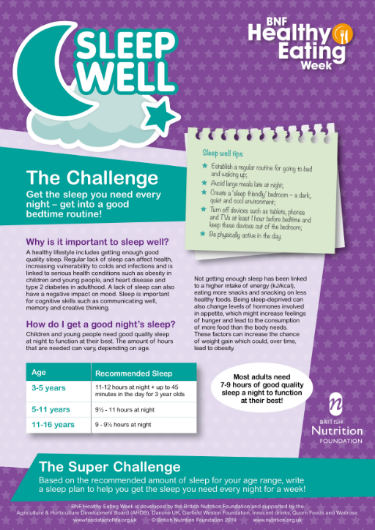 SLEEP
WELL
BNF
Healthy
Eating
Week
The Challenge
Get the sleep you need every
night – get into a good
bedtime routine!
Sleep well tips
★ Establish a regular routine for going to bed
and waking up;
★ Avoid large meals late at night;
★ Create a 'sleep friendly' bedroom – a dark,
quiet and cool environment;
★ Turn off devices such as tablets, phones
and TVs at least 1 hour before bedtime and
keep these devices out of the bedroom;
★ Be physically active in the day.
Why is it important to sleep well?
A healthy lifestyle includes getting enough good
quality sleep. Regular lack of sleep can affect health,
increasing vulnerability to colds and infections and is
linked to serious health conditions such as obesity in
children and young people, and heart disease and
type 2 diabetes in adulthood. A lack of sleep can also
have a negative impact on mood. Sleep is important
for cognitive skills such as communicating well,
memory and creative thinking.
How do I get a good night's sleep?
Children and young people need good quality sleep
at night to function at their best. The amount of hours
that are needed can vary, depending on age.
Not getting enough sleep has been linked
to a higher intake of energy (kJ/kcal),
eating more snacks and snacking on less
healthy foods. Being sleep-deprived can
also change levels of hormones involved
in appetite, which might increase feelings
of hunger and lead to the consumption
of more food than the body needs.
These factors can increase the chance
of weight gain which could, over time,
lead to obesity.
Age Recommended Sleep
3-5 years 11-12 hours at night + up to 45
minutes in the day for 3 year olds
5-11 years 9½ - 11 hours at night
11-16 years 9 - 9½ hours at night
Most adults need
7-9 hours of good quality
sleep a night to function
at their best!
n
BRITISH
Nutrition
FOUNDATION
The Super Challenge
Based on the recommended amount of sleep for your age range, write
a sleep plan to help you get the sleep you need every night for a week!
BNF Healthy Eating Week is developed by the British Nutrition Foundation and supported by the
Agriculture & Horticulture Development Board (AHDB), Danone UK, Garfield Weston Foundation, innocent drinks, Quorn Foods and Waitrose.
www.foodafactoflife.org.uk © British Nutrition Foundation 2019 www.nutrition.org.uk